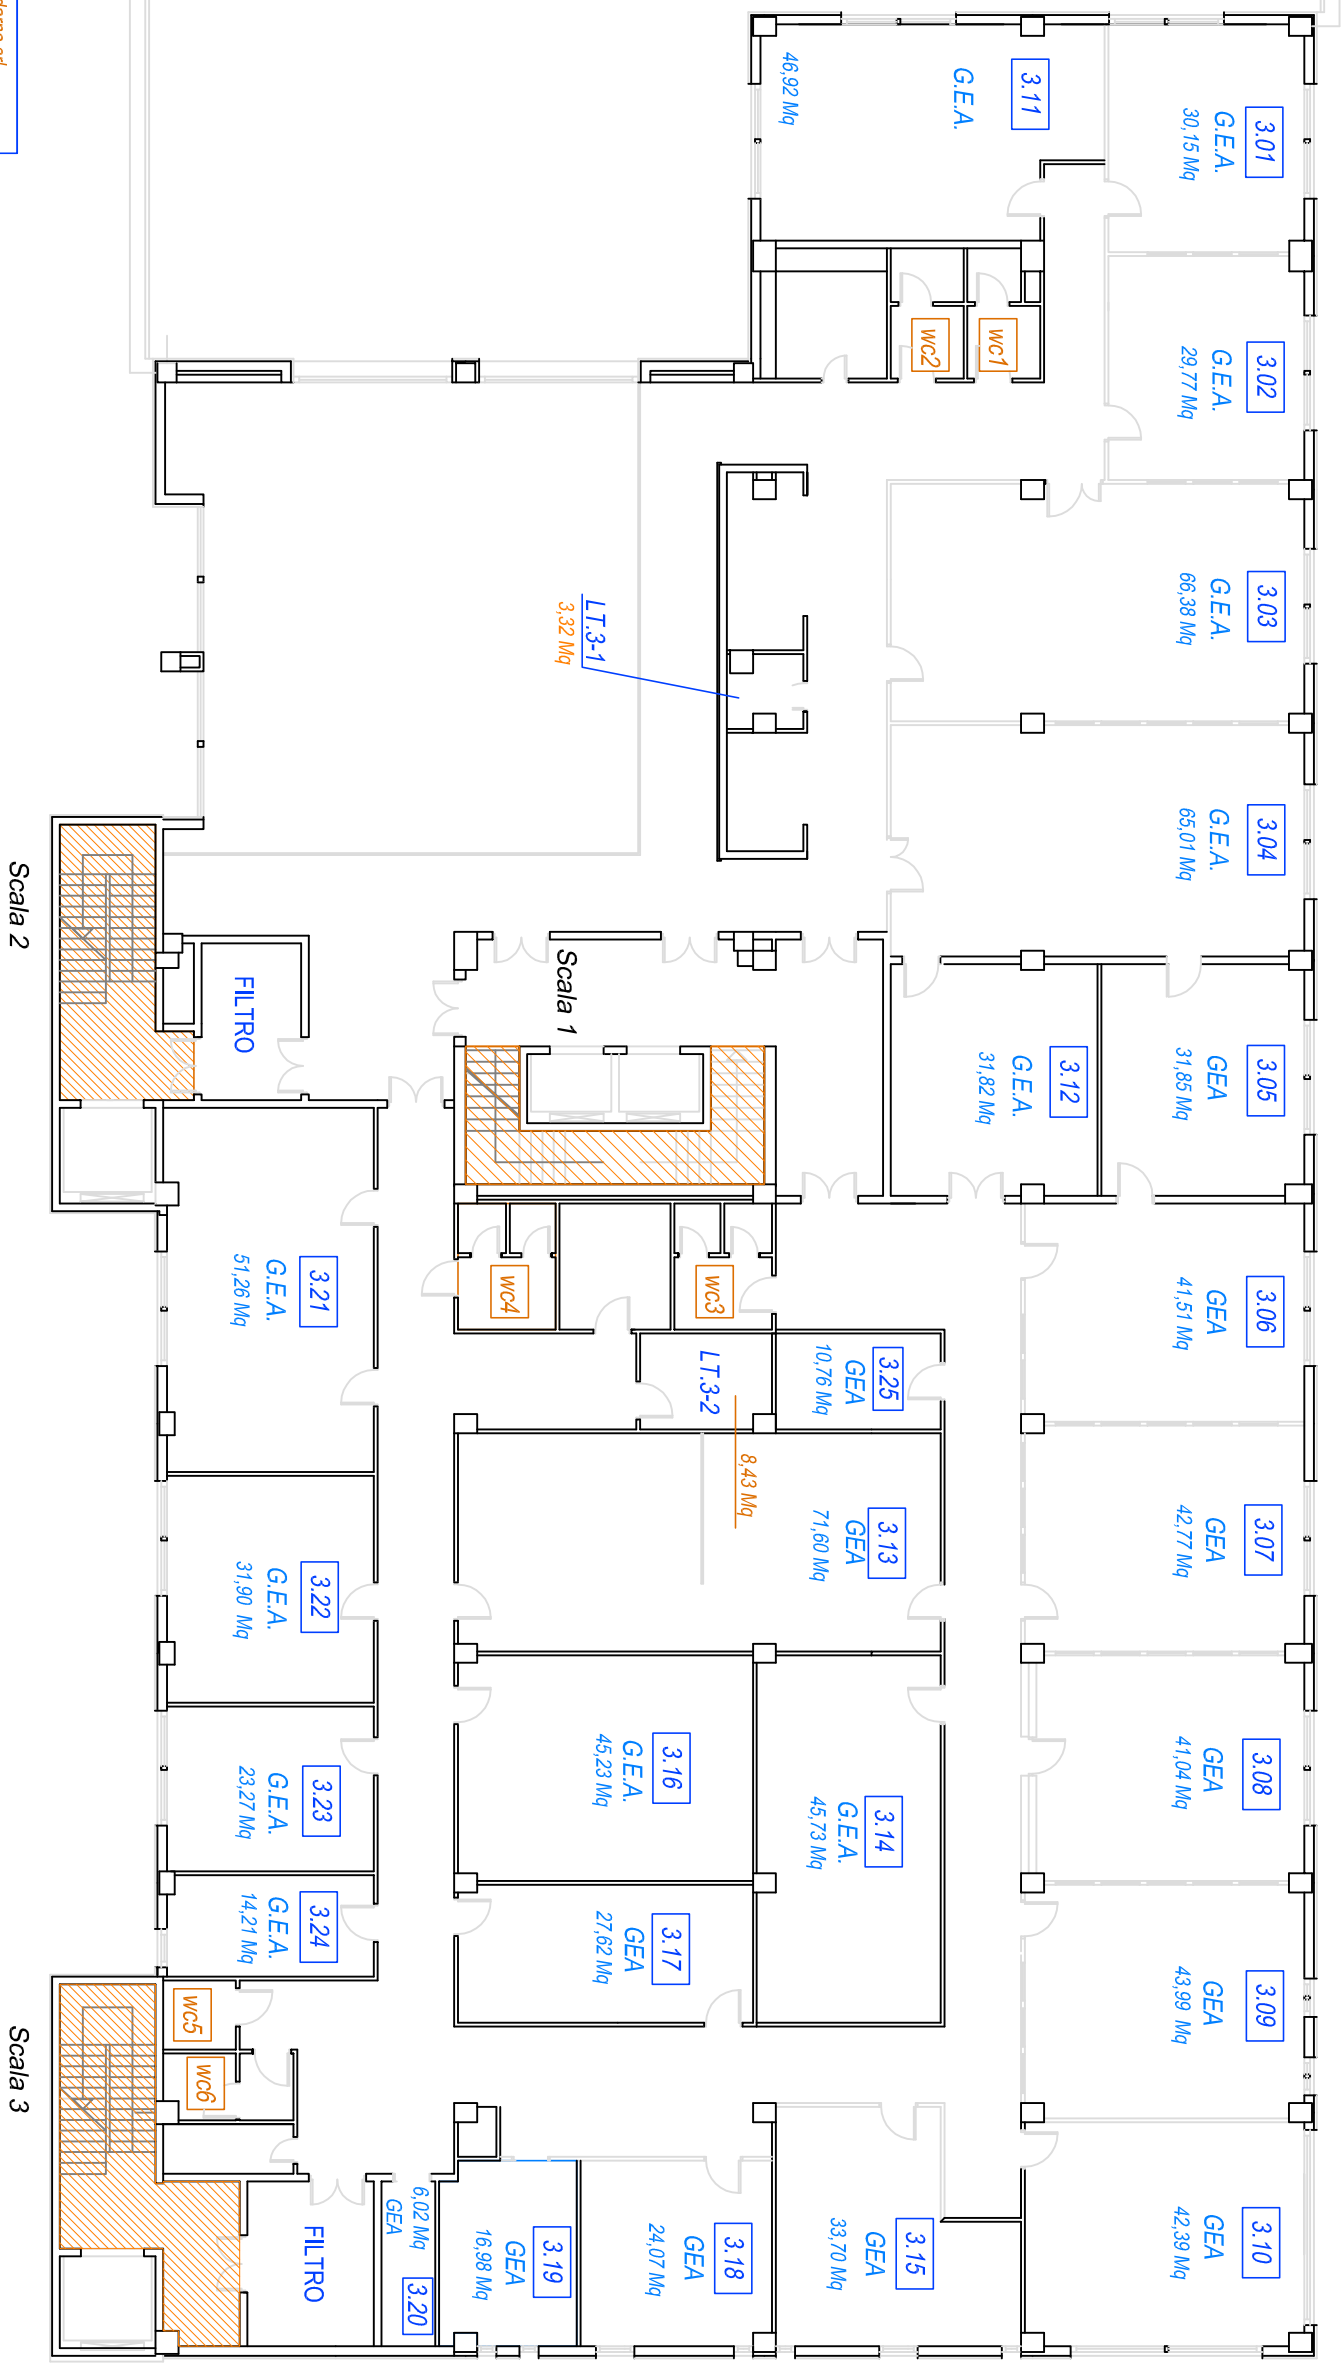 3.01
G.E.A.
30,15 Mq
3.02
G.E.A.
29,77 Mq
3.03
G.E.A.
66,38 Mq
3.04
G.E.A.
65,01 Mq
3.05
GEA
31,85 Mq
3.06
GEA
41,51 Mq
3.07
GEA
42,77 Mq
3.08
GEA
41,04 Mq
3.09
GEA
43,99 Mq
3.10
GEA
42,39 Mq
3.11
G.E.A.
46,92 Mq
wc1
wc2
3.12
G.E.A.
31,82 Mq
LT.3-1
3,32 Mq
Scala 1
wc3
wc4
3.25
GEA
10,76 Mq
LT.3-2
8,43 Mq
3.13
GEA
71,60 Mq
3.14
G.E.A.
45,73 Mq
3.15
GEA
33,70 Mq
3.16
G.E.A.
45,23 Mq
3.17
GEA
27,62 Mq
3.18
GEA
24,07 Mq
3.19
GEA
16,98 Mq
3.20
6,02 Mq
GEA
FILTRO
3.21
G.E.A.
51,26 Mq
3.22
G.E.A.
31,90 Mq
3.23
G.E.A.
23,27 Mq
3.24
G.E.A.
14,21 Mq
wc5
wc6
FILTRO
Scala 2
Scala 3